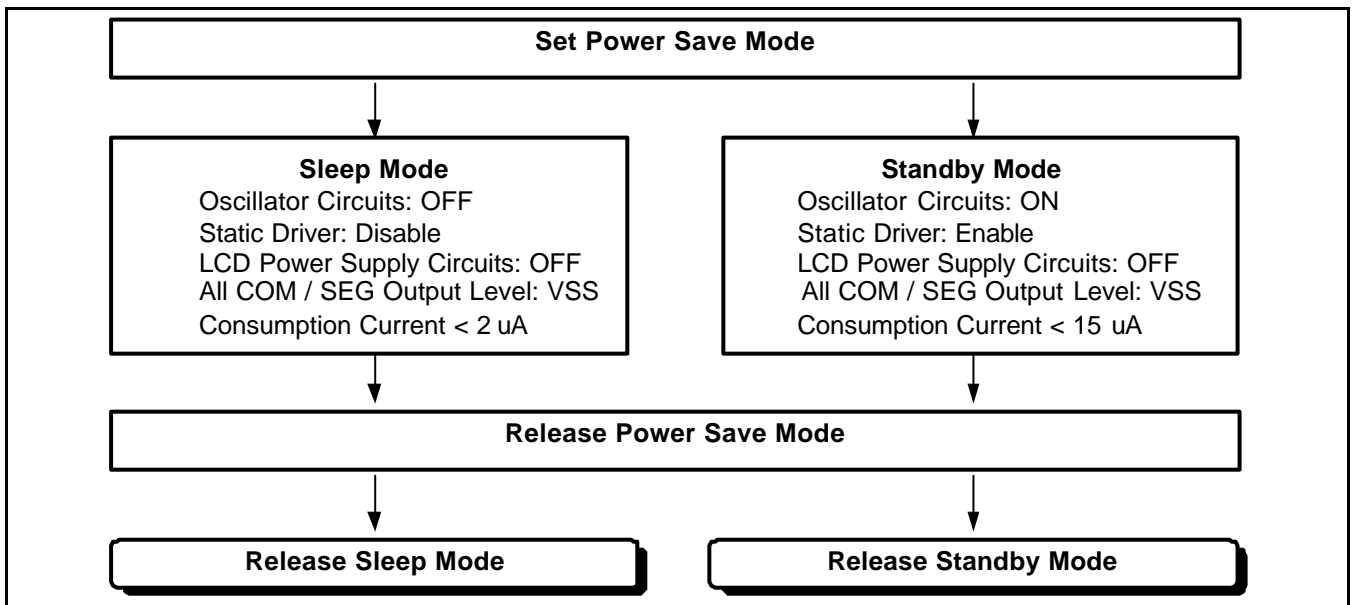 Set Power Save Mode
Sleep Mode
Oscillator Circuits: OFF
Static Driver: Disable
LCD Power Supply Circuits: OFF
All COM / SEG Output Level: VSS
Consumption Current < 2 uA
Standby Mode
Oscillator Circuits: ON
Static Driver: Enable
LCD Power Supply Circuits: OFF
All COM / SEG Output Level: VSS
Consumption Current < 15 uA
Release Power Save Mode
Release Sleep Mode
Release Standby Mode